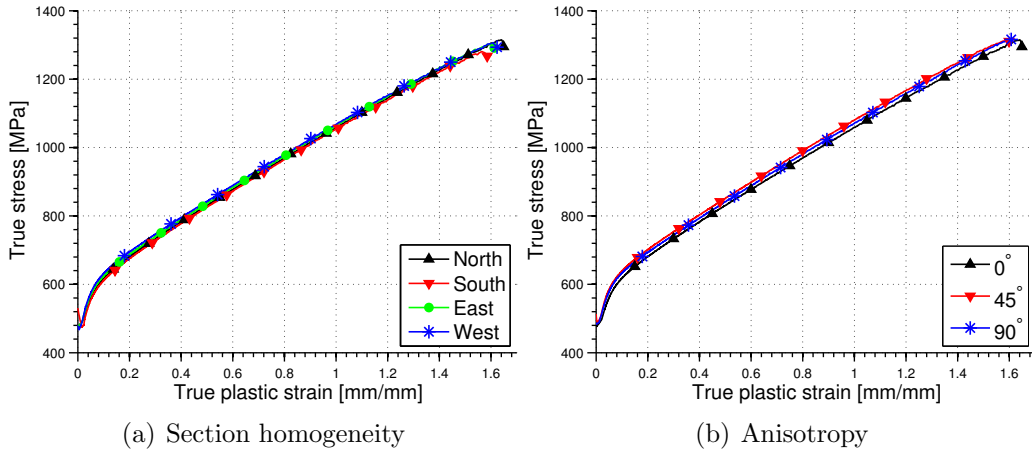 1400
1200
1000
800
600
400
True stress [MPa]
0 0.2 0.4 0.6 0.8 1 1.2 1.4 1.6
True plastic strain [mm/mm]
North
South
East
West
(a) Section homogeneity
1400
1200
1000
800
600
400
True stress [MPa]
0 0.2 0.4 0.6 0.8 1 1.2 1.4 1.6
True plastic strain [mm/mm]
0°
45°
90°
(b) Anisotropy